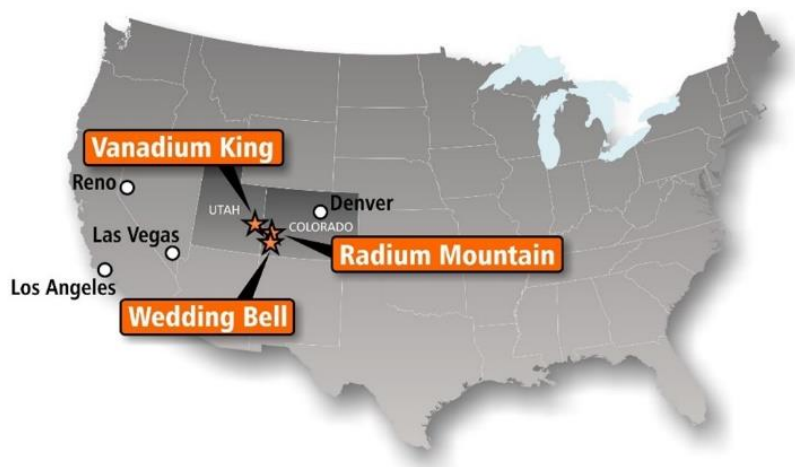 Vanadium King
Reno
Denver
UTAH
COLORADO
Las Vegas
Radium Mountain
Los Angeles
Wedding Bell